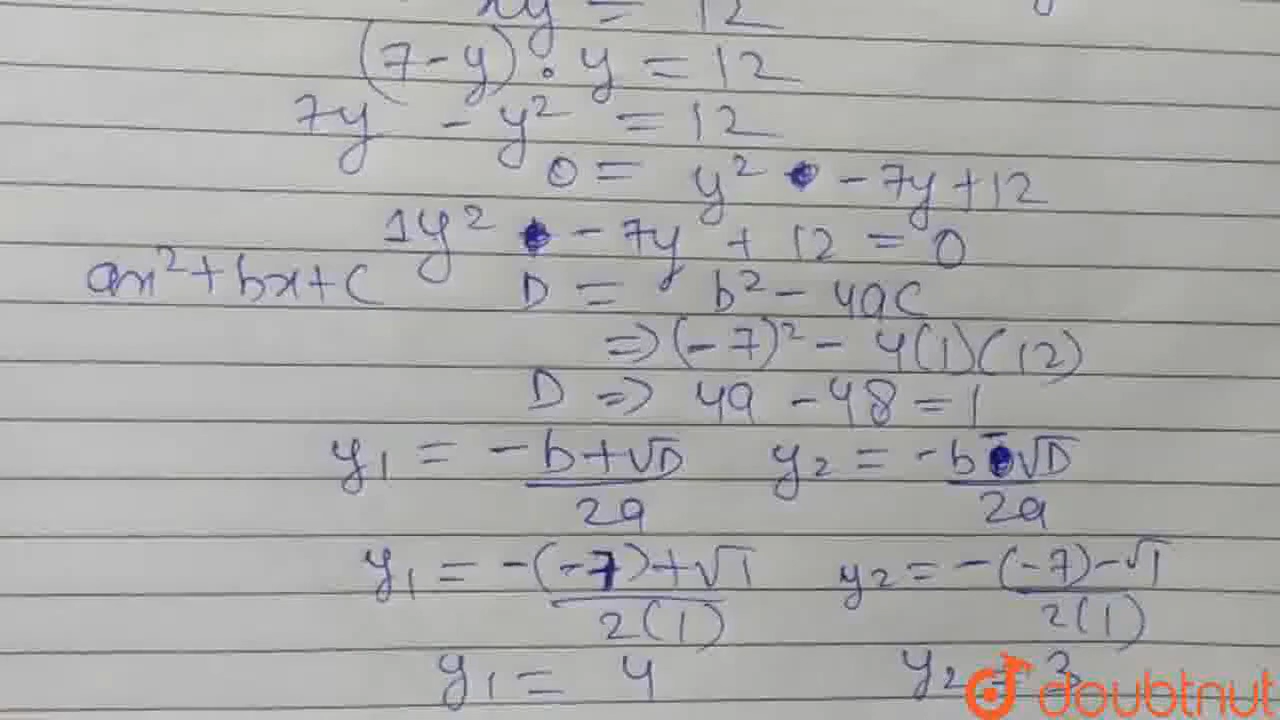 xy = 12
(7-y) . y = 12
7y - y² = 12
0 = y² - 7y + 12
1y² - 7y + 12 = 0
ax² + bx + c D = b² - 4ac
⇒ (-7)² - 4(1)(12)
D ⇒ 49 - 48 = 1
y₁ = -b+√D / 2a y₂ = -b-√D / 2a
y₁ = -(-7)+√1 / 2(1) y₂ = -(-7)-√1 / 2(1)
y₁ = 4 y₂ = 3
doubtnut